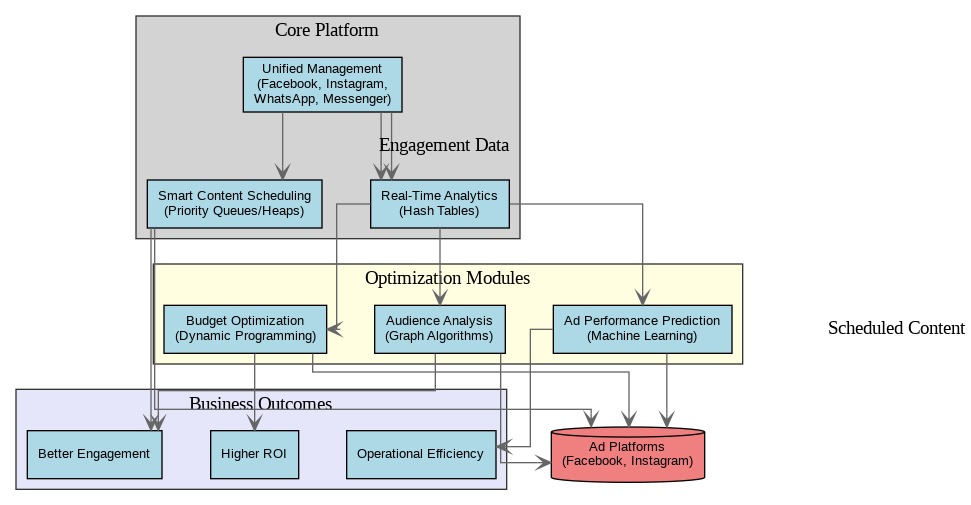 Core Platform
Unified Management
(Facebook, Instagram,
WhatsApp, Messenger)
Engagement Data
Smart Content Scheduling
(Priority Queues/Heaps)
Real-Time Analytics
(Hash Tables)
Optimization Modules
Budget Optimization
(Dynamic Programming)
Audience Analysis
(Graph Algorithms)
Ad Performance Prediction
(Machine Learning)
Scheduled Content
Business Outcomes
Better Engagement
Higher ROI
Operational Efficiency
Ad Platforms
(Facebook, Instagram)